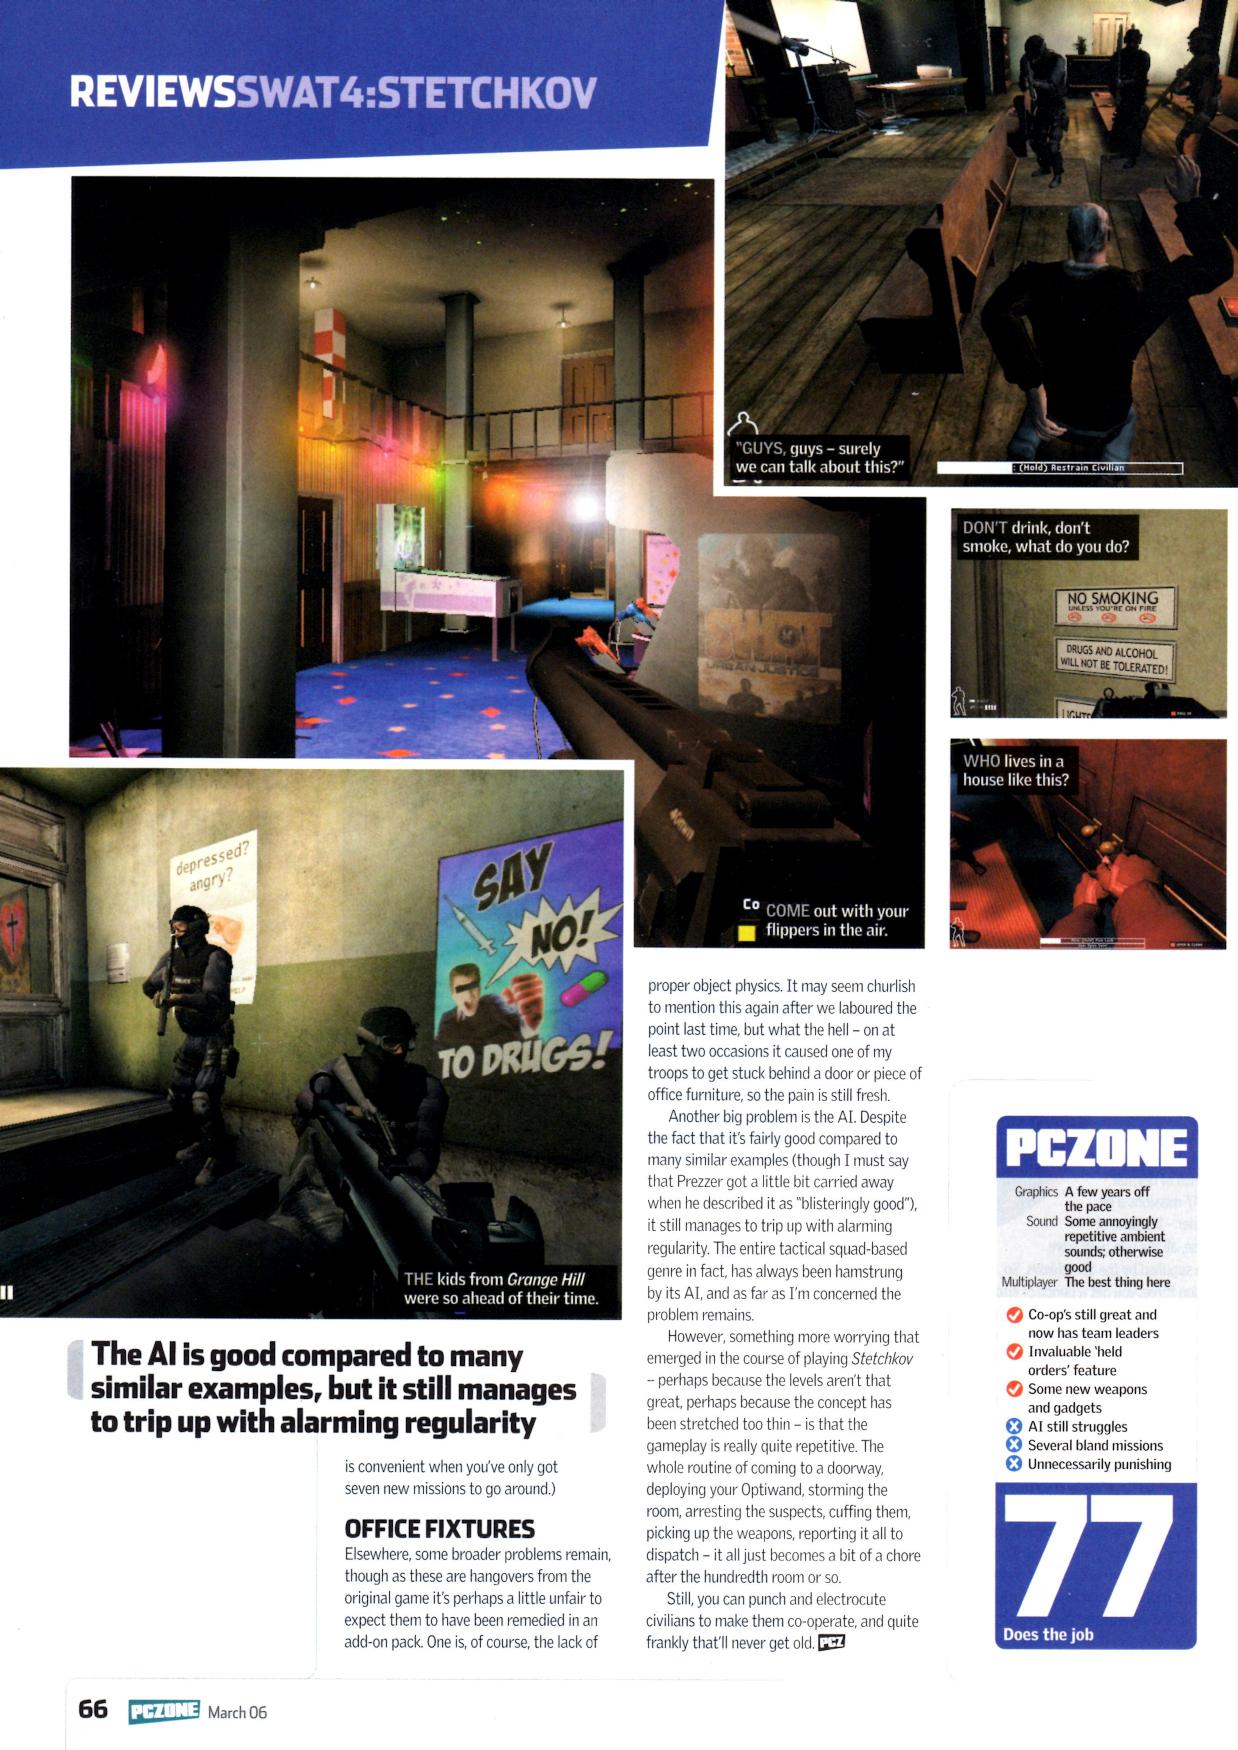 REVIEWSSWAT4:STETCHKOV
"GUYS, guys – surely
we can talk about this?"
: (Hold) Restrain Civilian
DON'T drink, don't
smoke, what do you do?
NO SMOKING
UNLESS YOU'RE ON FIRE
DRUGS AND ALCOHOL
WILL NOT BE TOLERATED!
LIGHTS
WHO lives in a
house like this?
SWAT
URBAN JUSTICE
Co
COME out with your
flippers in the air.
depressed?
angry?
SAY
NO!
TO DRUGS!
POLICE
THE kids from Grange Hill
were so ahead of their time.
The AI is good compared to many
similar examples, but it still manages
to trip up with alarming regularity
is convenient when you've only got
seven new missions to go around.)
OFFICE FIXTURES
Elsewhere, some broader problems remain,
though as these are hangovers from the
original game it's perhaps a little unfair to
expect them to have been remedied in an
add-on pack. One is, of course, the lack of
proper object physics. It may seem churlish
to mention this again after we laboured the
point last time, but what the hell – on at
least two occasions it caused one of my
troops to get stuck behind a door or piece of
office furniture, so the pain is still fresh.
Another big problem is the AI. Despite
the fact that it's fairly good compared to
many similar examples (though I must say
that Prezzer got a little bit carried away
when he described it as "blisteringly good"),
it still manages to trip up with alarming
regularity. The entire tactical squad-based
genre in fact, has always been hamstrung
by its AI, and as far as I'm concerned the
problem remains.
However, something more worrying that
emerged in the course of playing Stetchkov
– perhaps because the levels aren't that
great, perhaps because the concept has
been stretched too thin – is that the
gameplay is really quite repetitive. The
whole routine of coming to a doorway,
deploying your Optiwand, storming the
room, arresting the suspects, cuffing them,
picking up the weapons, reporting it all to
dispatch – it all just becomes a bit of a chore
after the hundredth room or so.
Still, you can punch and electrocute
civilians to make them co-operate, and quite
frankly that'll never get old. PCZ
PCZONE
Graphics A few years off
the pace
Sound Some annoyingly
repetitive ambient
sounds; otherwise
good
Multiplayer The best thing here
Co-op's still great and
now has team leaders
Invaluable 'held
orders' feature
Some new weapons
and gadgets
AI still struggles
Several bland missions
Unnecessarily punishing
77
Does the job
66 PCZONE March 06